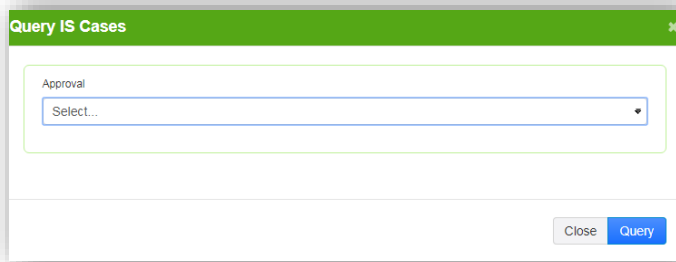 Query IS Cases
Approval
Select...
Close Query